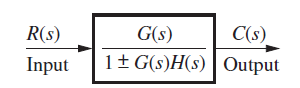 R(s)
Input
G(s)
1 ± G(s)H(s)
C(s)
Output